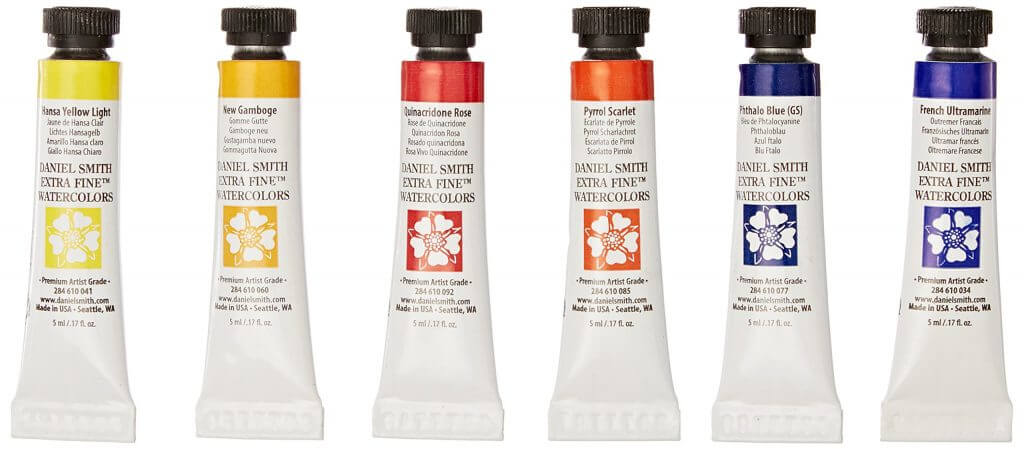 Hansa Yellow Light
Jaune de Hansa Clair
Lichtes Hansagelb
Amarillo Hansa claro
Giallo Hansa Chiaro
DANIEL SMITH
EXTRA FINE™
WATERCOLORS
• Premium Artist Grade •
284 610 041
www.danielsmith.com
Made in USA • Seattle, WA
5 ml / .17 fl. oz.
New Gamboge
Gomme Gutte
Gamboge neu
Gustagamba nuevo
Gommagutta Nuova
DANIEL SMITH
EXTRA FINE™
WATERCOLORS
• Premium Artist Grade •
284 610 060
www.danielsmith.com
Made in USA • Seattle, WA
5 ml / .17 fl. oz.
Quinacridone Rose
Rose de Quinacridone
Quinacridon Rosa
Rosado quinacridona
Rosa Vivo Quinacridone
DANIEL SMITH
EXTRA FINE™
WATERCOLORS
• Premium Artist Grade •
284 610 092
www.danielsmith.com
Made in USA • Seattle, WA
5 ml / .17 fl. oz.
Pyrrol Scarlet
Écarlate de Pyrrole
Pyrrol Scharlachrot
Escarlata de Pirrol
Scarlatto Pirrolo
DANIEL SMITH
EXTRA FINE™
WATERCOLORS
• Premium Artist Grade •
284 610 085
www.danielsmith.com
Made in USA • Seattle, WA
5 ml / .17 fl. oz.
Phthalo Blue (GS)
Bleu de Phtalocyanine
Phthaloblau
Azul ftalo
Blu Ftalo
DANIEL SMITH
EXTRA FINE™
WATERCOLORS
• Premium Artist Grade •
284 610 077
www.danielsmith.com
Made in USA • Seattle, WA
5 ml / .17 fl. oz.
French Ultramarine
Outremer Francais
Französisches Ultramarin
Ultramar francés
Oltremare Francese
DANIEL SMITH
EXTRA FINE™
WATERCOLORS
• Premium Artist Grade •
284 610 034
www.danielsmith.com
Made in USA • Seattle, WA
5 ml / .17 fl. oz.